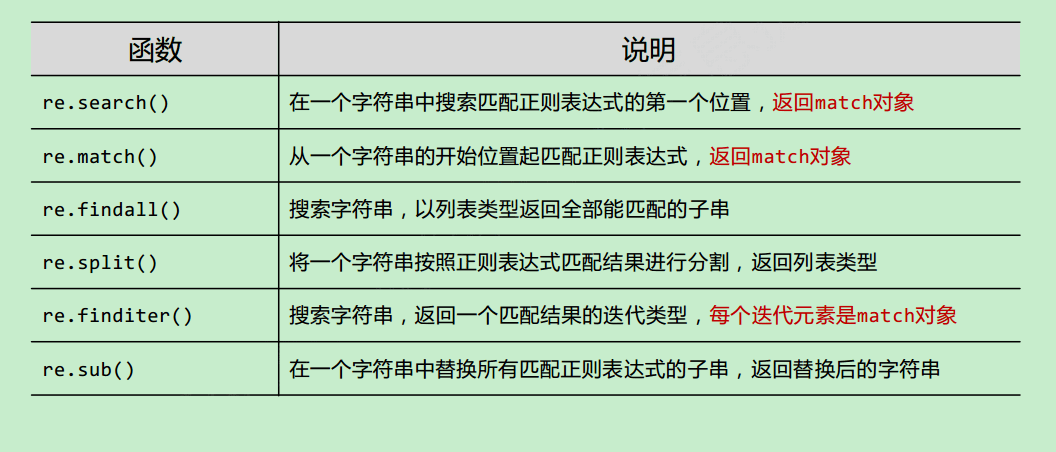 函数 说明
re.search() 在一个字符串中搜索匹配正则表达式的第一个位置，返回match对象
re.match() 从一个字符串的开始位置起匹配正则表达式，返回match对象
re.findall() 搜索字符串，以列表类型返回全部能匹配的子串
re.split() 将一个字符串按照正则表达式匹配结果进行分割，返回列表类型
re.finditer() 搜索字符串，返回一个匹配结果的迭代类型，每个迭代元素是match对象
re.sub() 在一个字符串中替换所有匹配正则表达式的子串，返回替换后的字符串